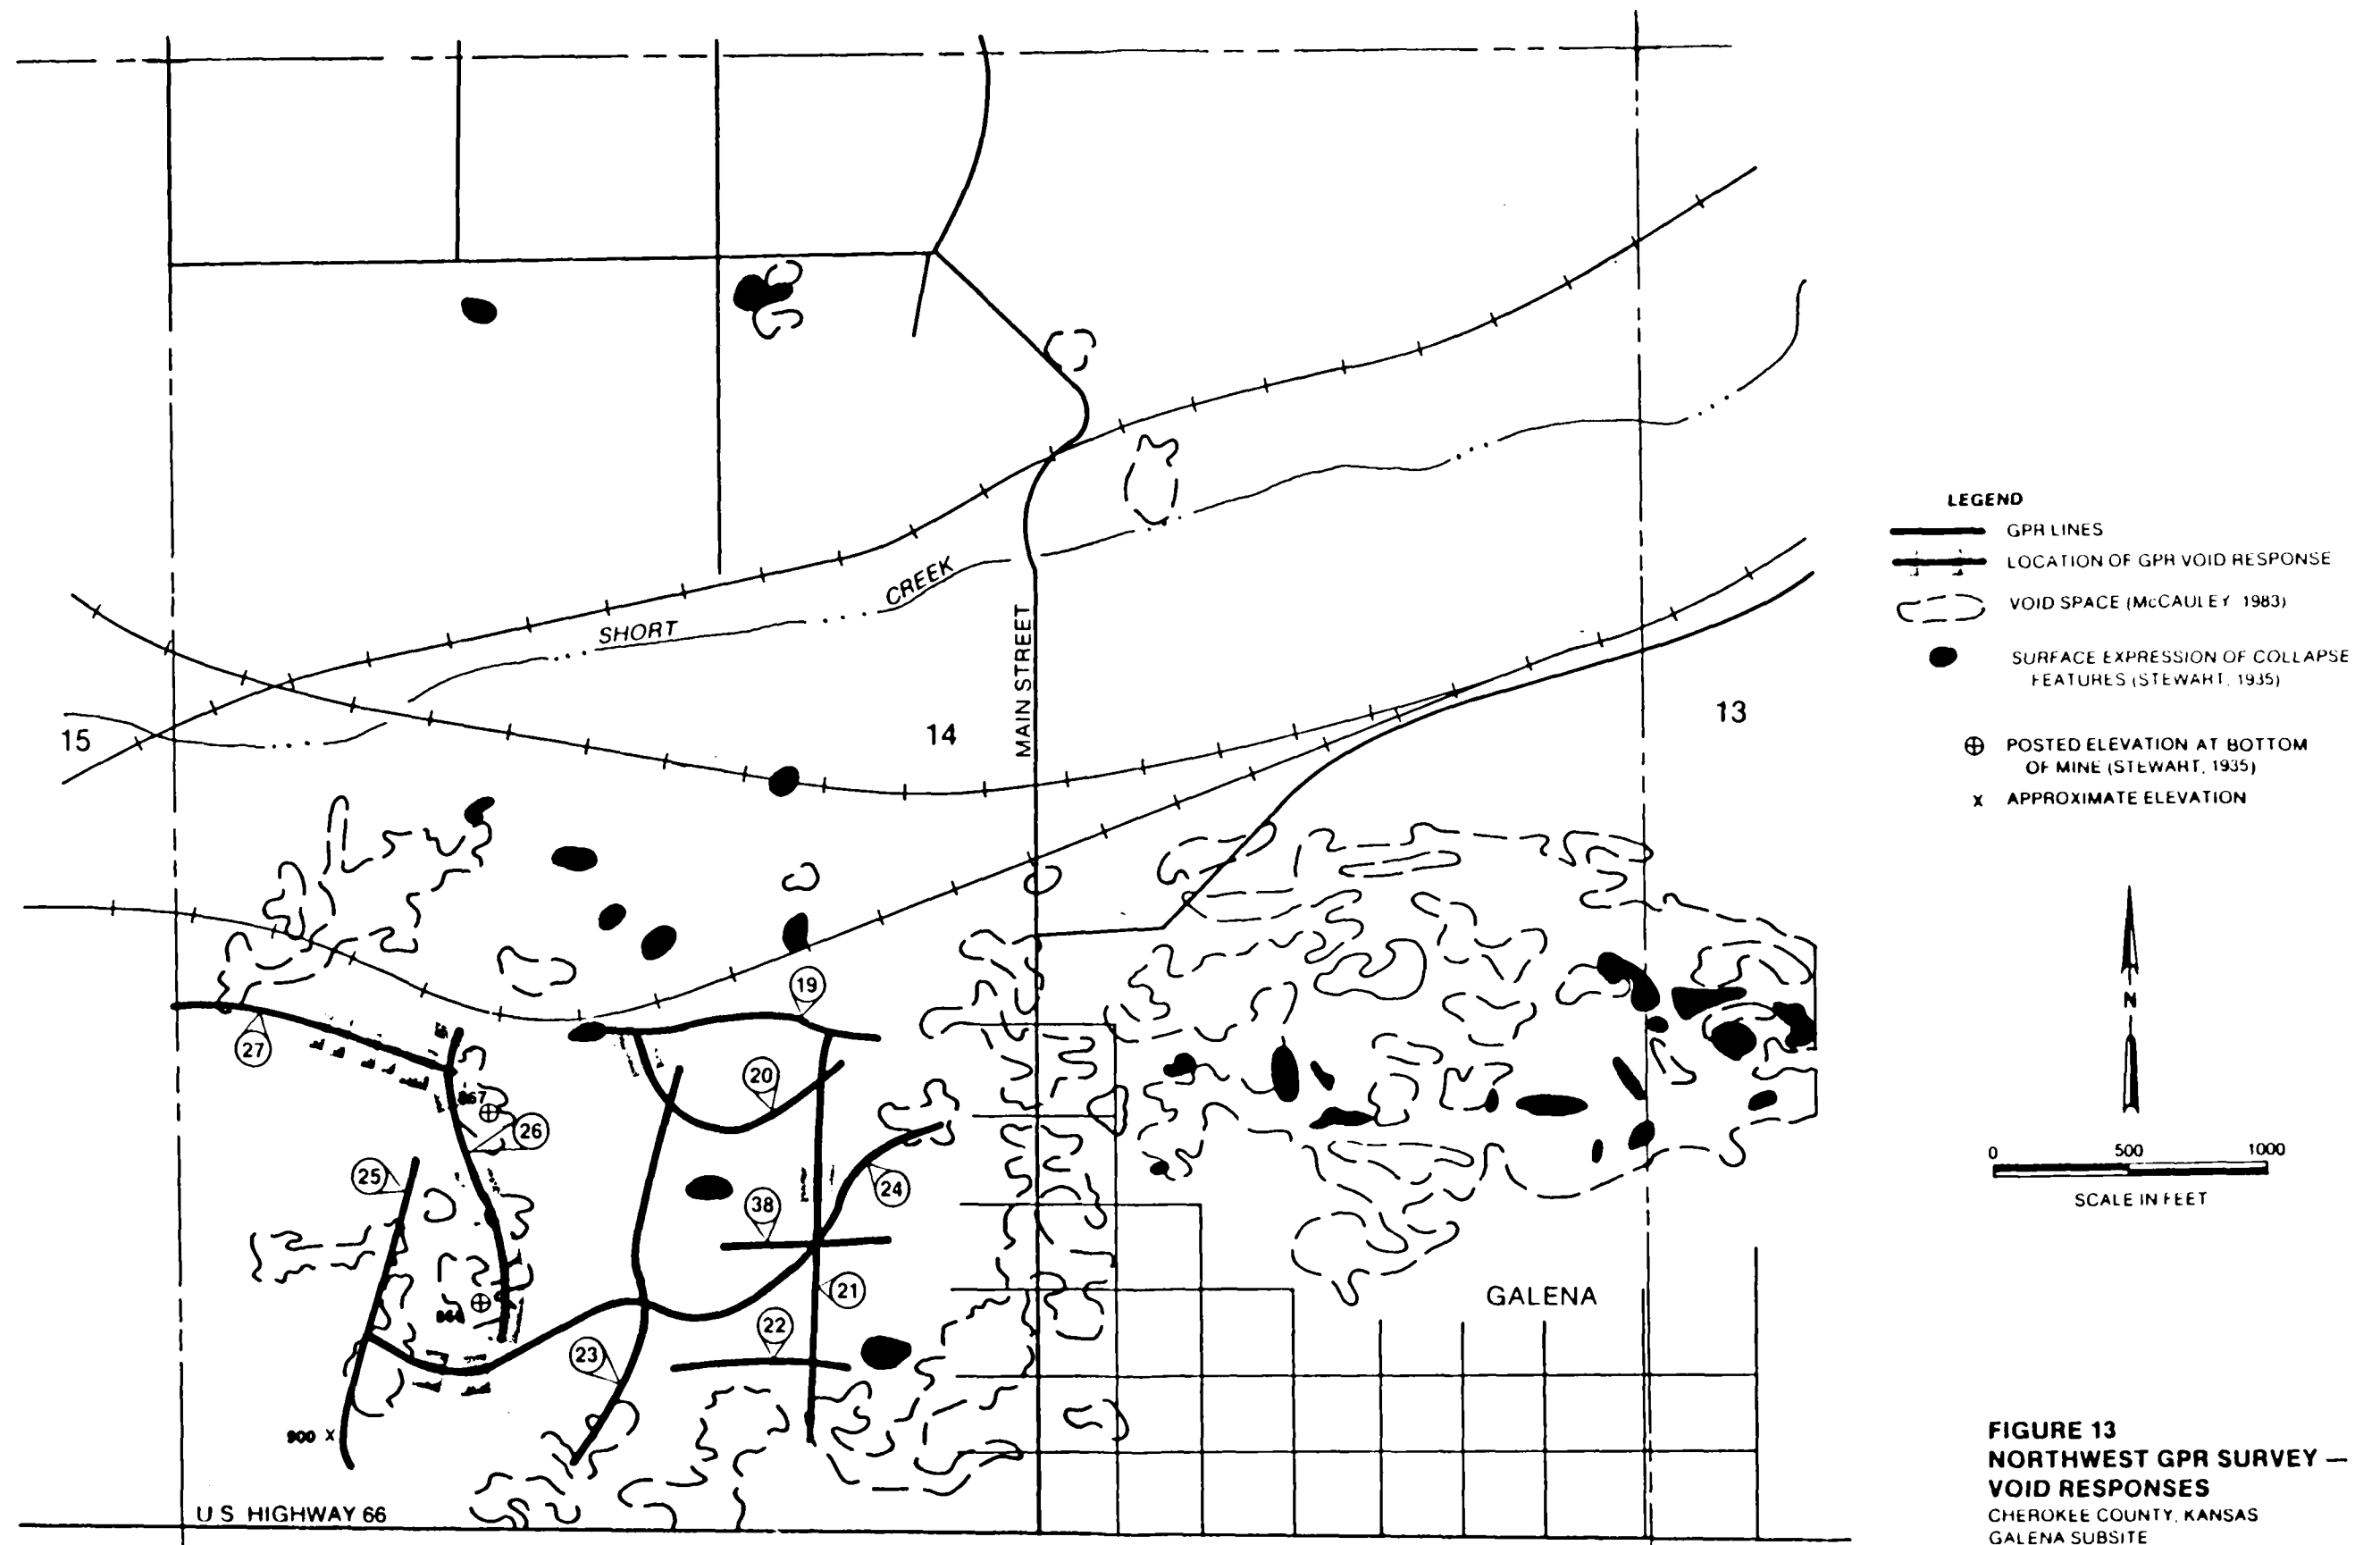 SHORT
CREEK
MAIN STREET
15
14
13
19
27
20
867
26
25
24
38
21
22
23
GALENA
900 X
U S HIGHWAY 66
LEGEND
GPR LINES
LOCATION OF GPR VOID RESPONSE
VOID SPACE (McCAULEY 1983)
SURFACE EXPRESSION OF COLLAPSE
FEATURES (STEWART, 1935)
POSTED ELEVATION AT BOTTOM
OF MINE (STEWART, 1935)
X APPROXIMATE ELEVATION
N
0 500 1000
SCALE IN FEET
FIGURE 13
NORTHWEST GPR SURVEY —
VOID RESPONSES
CHEROKEE COUNTY, KANSAS
GALENA SUBSITE